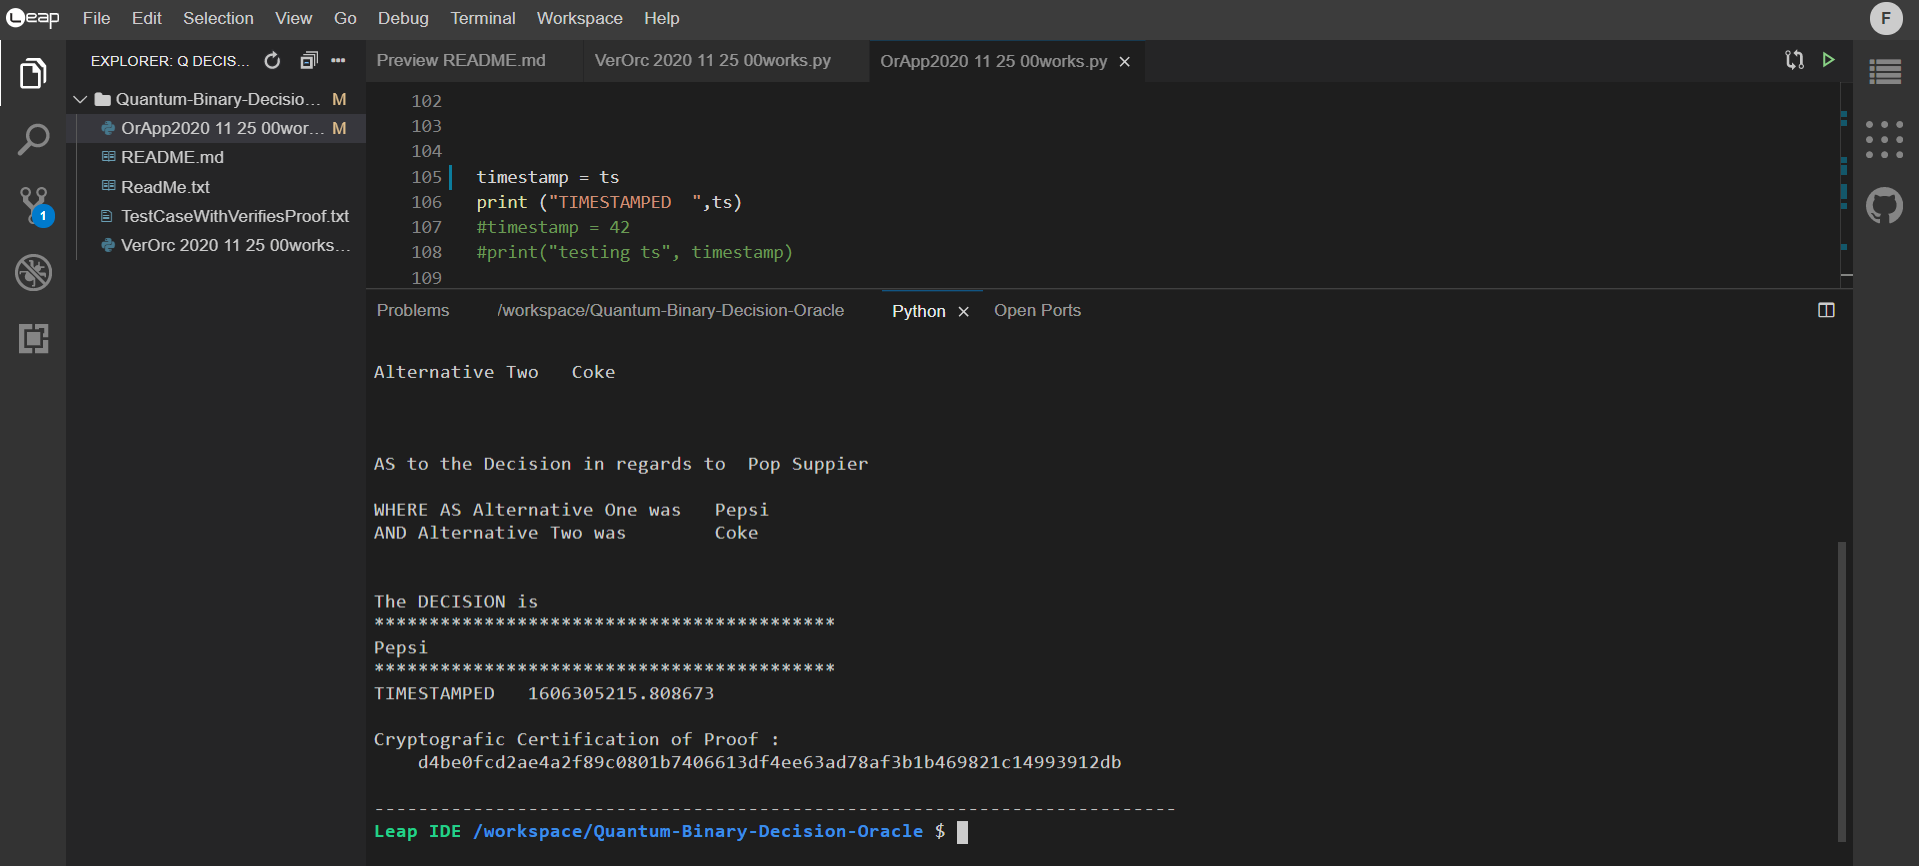 Leap File Edit Selection View Go Debug Terminal Workspace Help F
EXPLORER: Q DECIS...
Quantum-Binary-Decisio... M
OrApp2020 11 25 00wor... M
README.md
ReadMe.txt
TestCaseWithVerifiesProof.txt
VerOrc 2020 11 25 00works...
1
Preview README.md VerOrc 2020 11 25 00works.py OrApp2020 11 25 00works.py
102
103
104
105 timestamp = ts
106 print ("TIMESTAMPED  ",ts)
107 #timestamp = 42
108 #print("testing ts", timestamp)
109
Problems /workspace/Quantum-Binary-Decision-Oracle Python Open Ports
Alternative Two   Coke
AS to the Decision in regards to  Pop Suppier
WHERE AS Alternative One was   Pepsi
AND Alternative Two was        Coke
The DECISION is
******************************************
Pepsi
******************************************
TIMESTAMPED   1606305215.808673
Cryptografic Certification of Proof :
d4be0fcd2ae4a2f89c0801b7406613df4ee63ad78af3b1b469821c14993912db
-------------------------------------------------------------------------
Leap IDE /workspace/Quantum-Binary-Decision-Oracle $